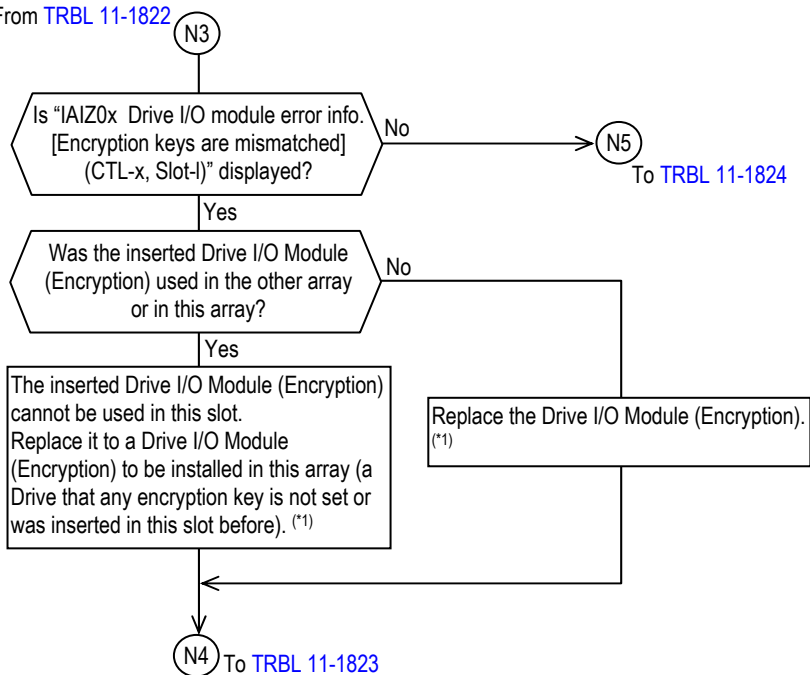 From TRBL 11-1822
N3
Is “IAIZ0x Drive I/O module error info.
[Encryption keys are mismatched]
(CTL-x, Slot-I)” displayed?
No
N5
To TRBL 11-1824
Yes
Was the inserted Drive I/O Module
(Encryption) used in the other array
or in this array?
No
Yes
The inserted Drive I/O Module (Encryption)
cannot be used in this slot.
Replace it to a Drive I/O Module
(Encryption) to be installed in this array (a
Drive that any encryption key is not set or
was inserted in this slot before). (*1)
Replace the Drive I/O Module (Encryption).
(*1)
N4
To TRBL 11-1823